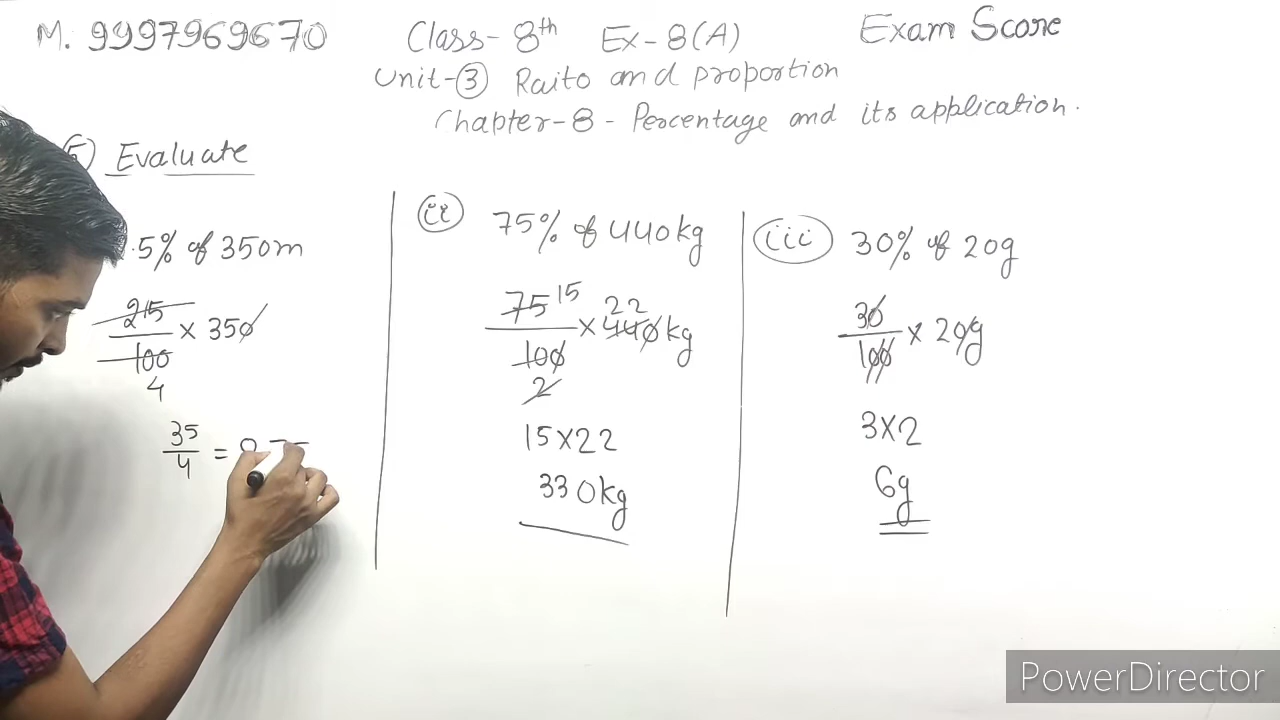 M. 9997969670 Class- 8th Ex- 8(A) Exam Score
Unit-③ Raito and proportion
Chapter-8 - Percentage and its application.
5) Evaluate
.5% of 350m
215/100 × 350
4
35/4 =
(ii) 75% of 440kg
75/100 × 440kg
15 22
2
15×22
330kg
(iii) 30% of 20g
30/100 × 20g
3×2
6g
PowerDirector